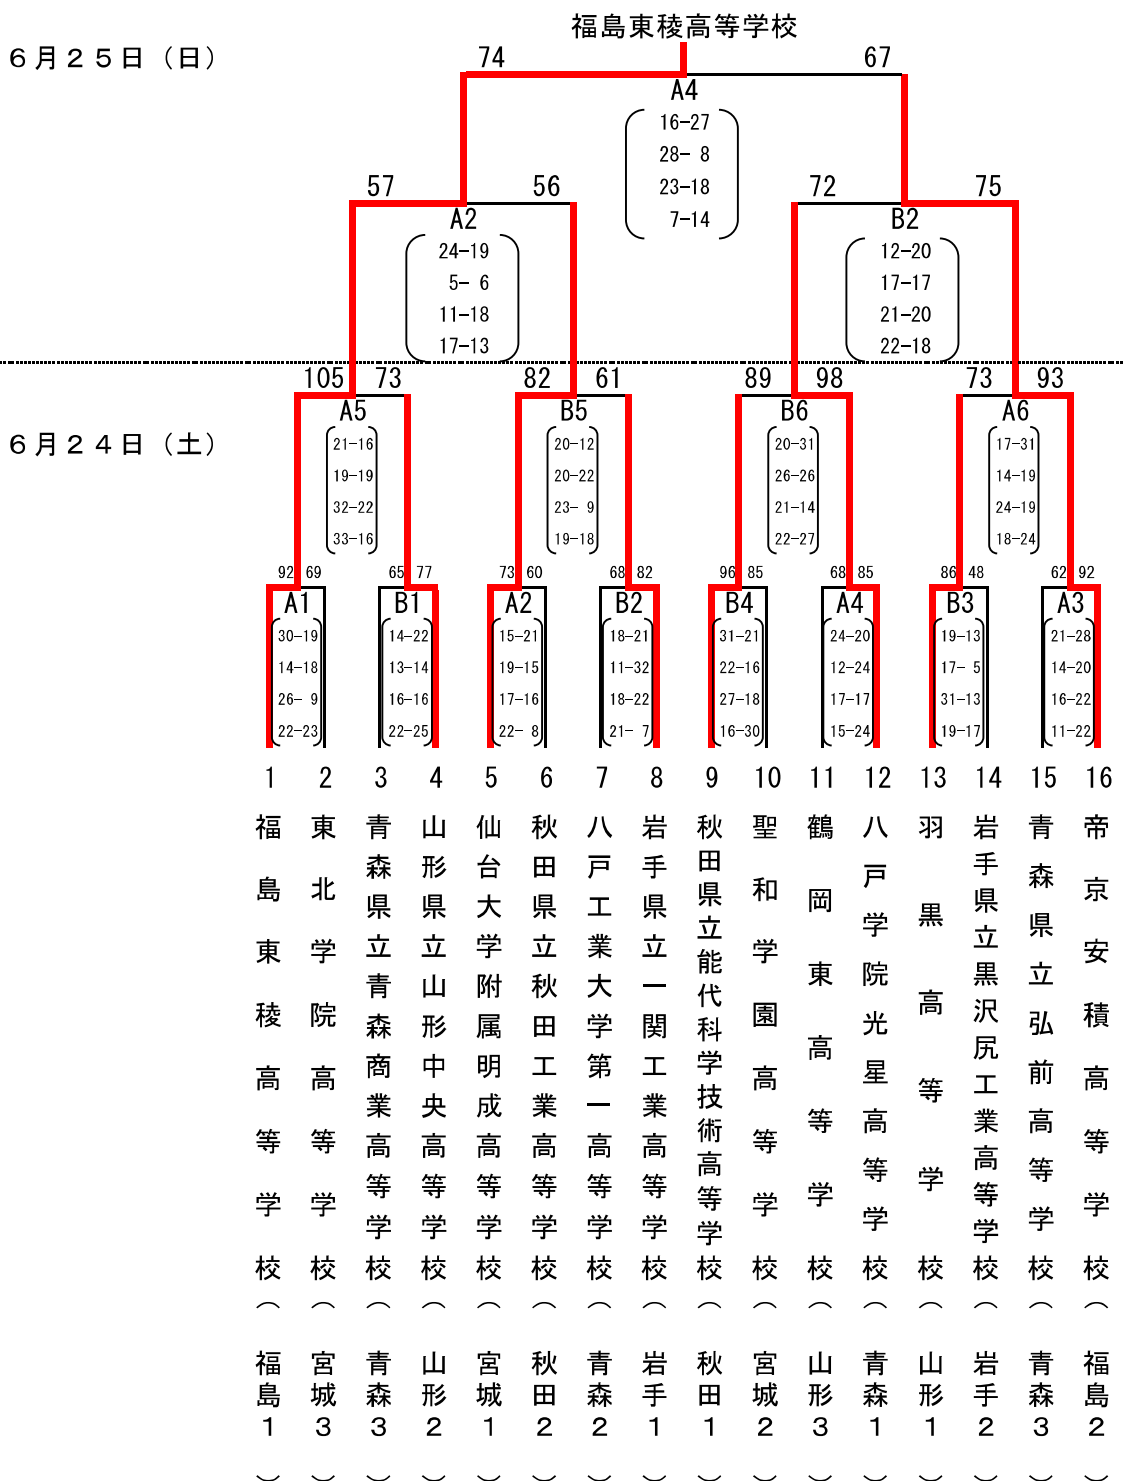 福島東稜高等学校
６月２５日（日）
74 67
A4
16-27
28- 8
23-18
7-14
57 56
A2
24-19
5- 6
11-18
17-13
72 75
B2
12-20
17-17
21-20
22-18
６月２４日（土）
105 73
A5
21-16
19-19
32-22
33-16
82 61
B5
20-12
20-22
23- 9
19-18
89 98
B6
20-31
26-26
21-14
22-27
73 93
A6
17-31
14-19
24-19
18-24
92 69
A1
30-19
14-18
26- 9
22-23
65 77
B1
14-22
13-14
16-16
22-25
73 60
A2
15-21
19-15
17-16
22- 8
68 82
B2
18-21
11-32
18-22
21- 7
96 85
B4
31-21
22-16
27-18
16-30
68 85
A4
24-20
12-24
17-17
15-24
86 48
B3
19-13
17- 5
31-13
19-17
62 92
A3
21-28
14-20
16-22
11-22
1 福島東稜高等学校（福島１）
2 東北学院高等学校（宮城３）
3 青森県立青森商業高等学校（青森３）
4 山形県立山形中央高等学校（山形２）
5 仙台大学附属明成高等学校（宮城１）
6 秋田県立秋田工業高等学校（秋田２）
7 八戸工業大学第一高等学校（青森２）
8 岩手県立一関工業高等学校（岩手１）
9 秋田県立能代科学技術高等学校（秋田１）
10 聖和学園高等学校（宮城２）
11 鶴岡東高等学校（山形３）
12 八戸学院光星高等学校（青森１）
13 羽黒高等学校（山形１）
14 岩手県立黒沢尻工業高等学校（岩手２）
15 青森県立弘前高等学校（青森３）
16 帝京安積高等学校（福島２）